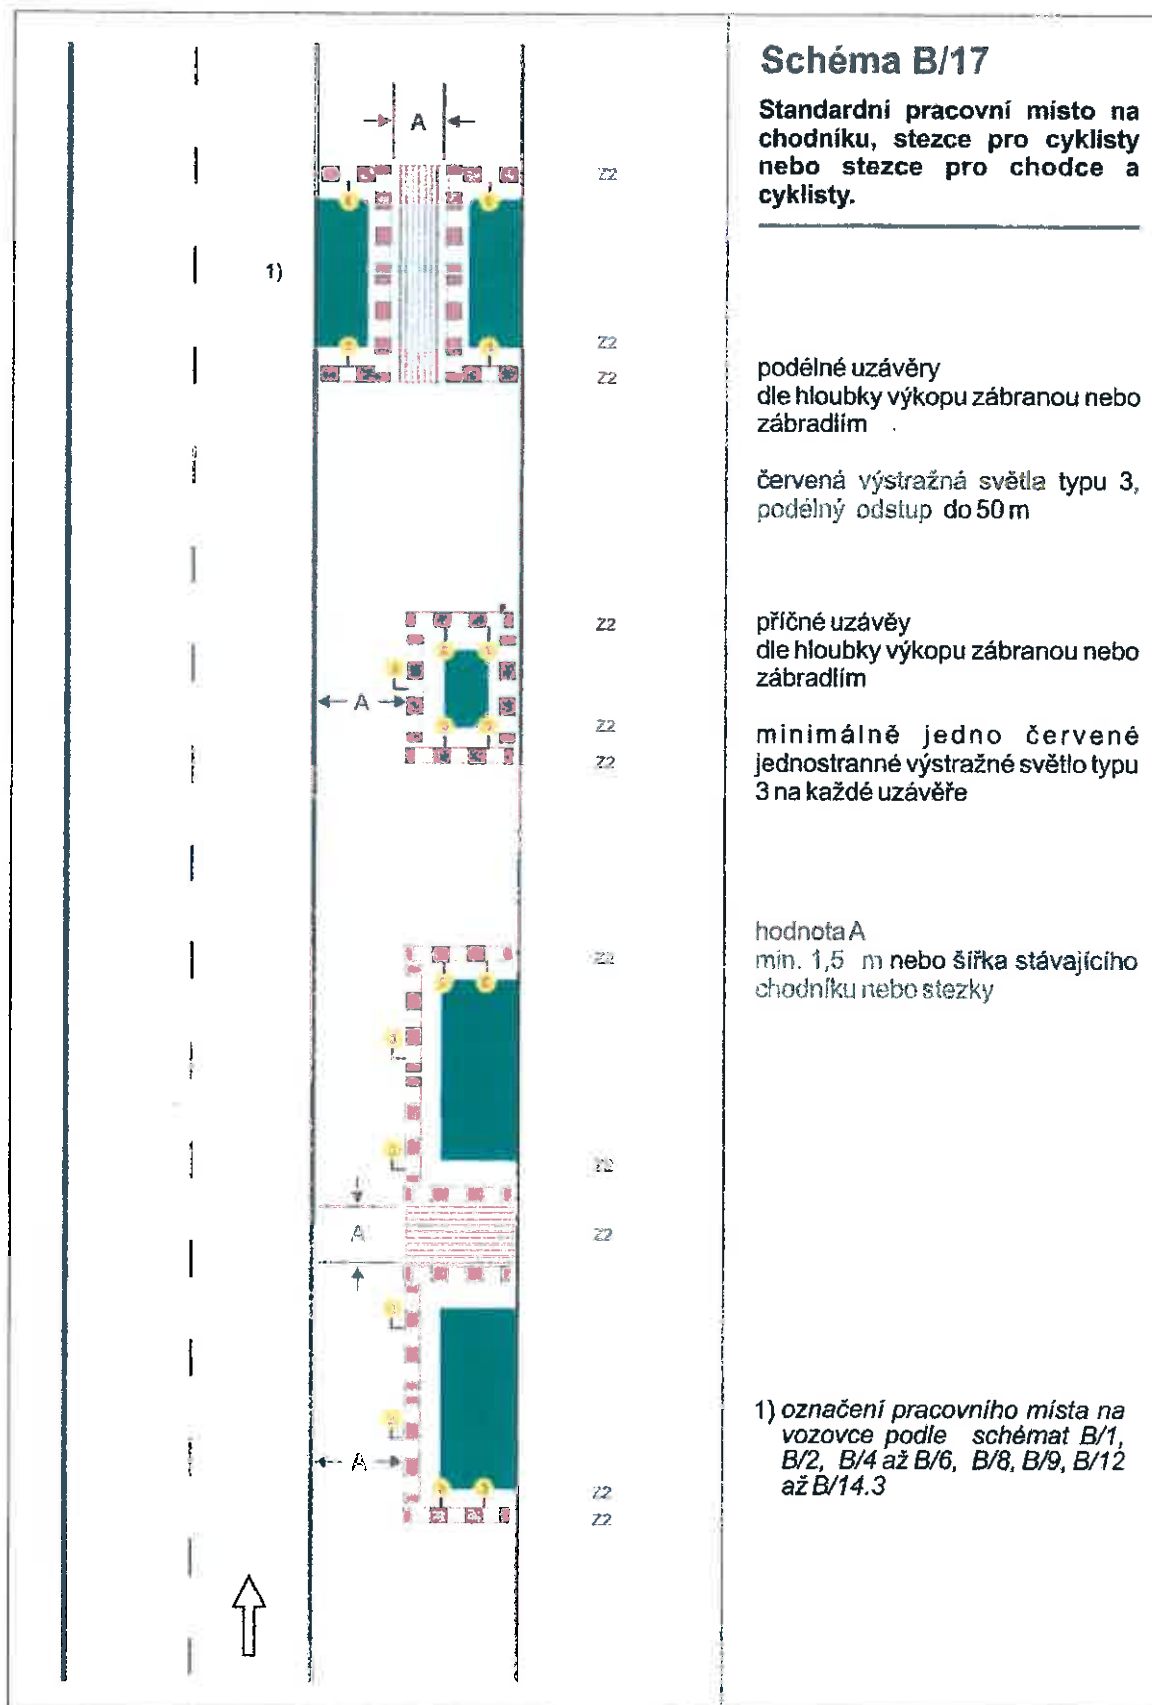 Schéma B/17
Standardní pracovní místo na
chodníku, stezce pro cyklisty
nebo stezce pro chodce a
cyklisty.
A
Z2
1)
Z2
Z2
podélné uzávěry
dle hloubky výkopu zábranou nebo
zábradlím
červená výstražná světla typu 3,
podélný odstup do 50 m
Z2
A
Z2
Z2
příčné uzávěy
dle hloubky výkopu zábranou nebo
zábradlím
minimálně jedno červené
jednostranné výstražné světlo typu
3 na každé uzávěře
Z2
hodnota A
min. 1,5 m nebo šířka stávajícího
chodníku nebo stezky
Z2
A
Z2
A
Z2
Z2
1) označení pracovního místa na
vozovce podle schémat B/1,
B/2, B/4 až B/6, B/8, B/9, B/12
až B/14.3